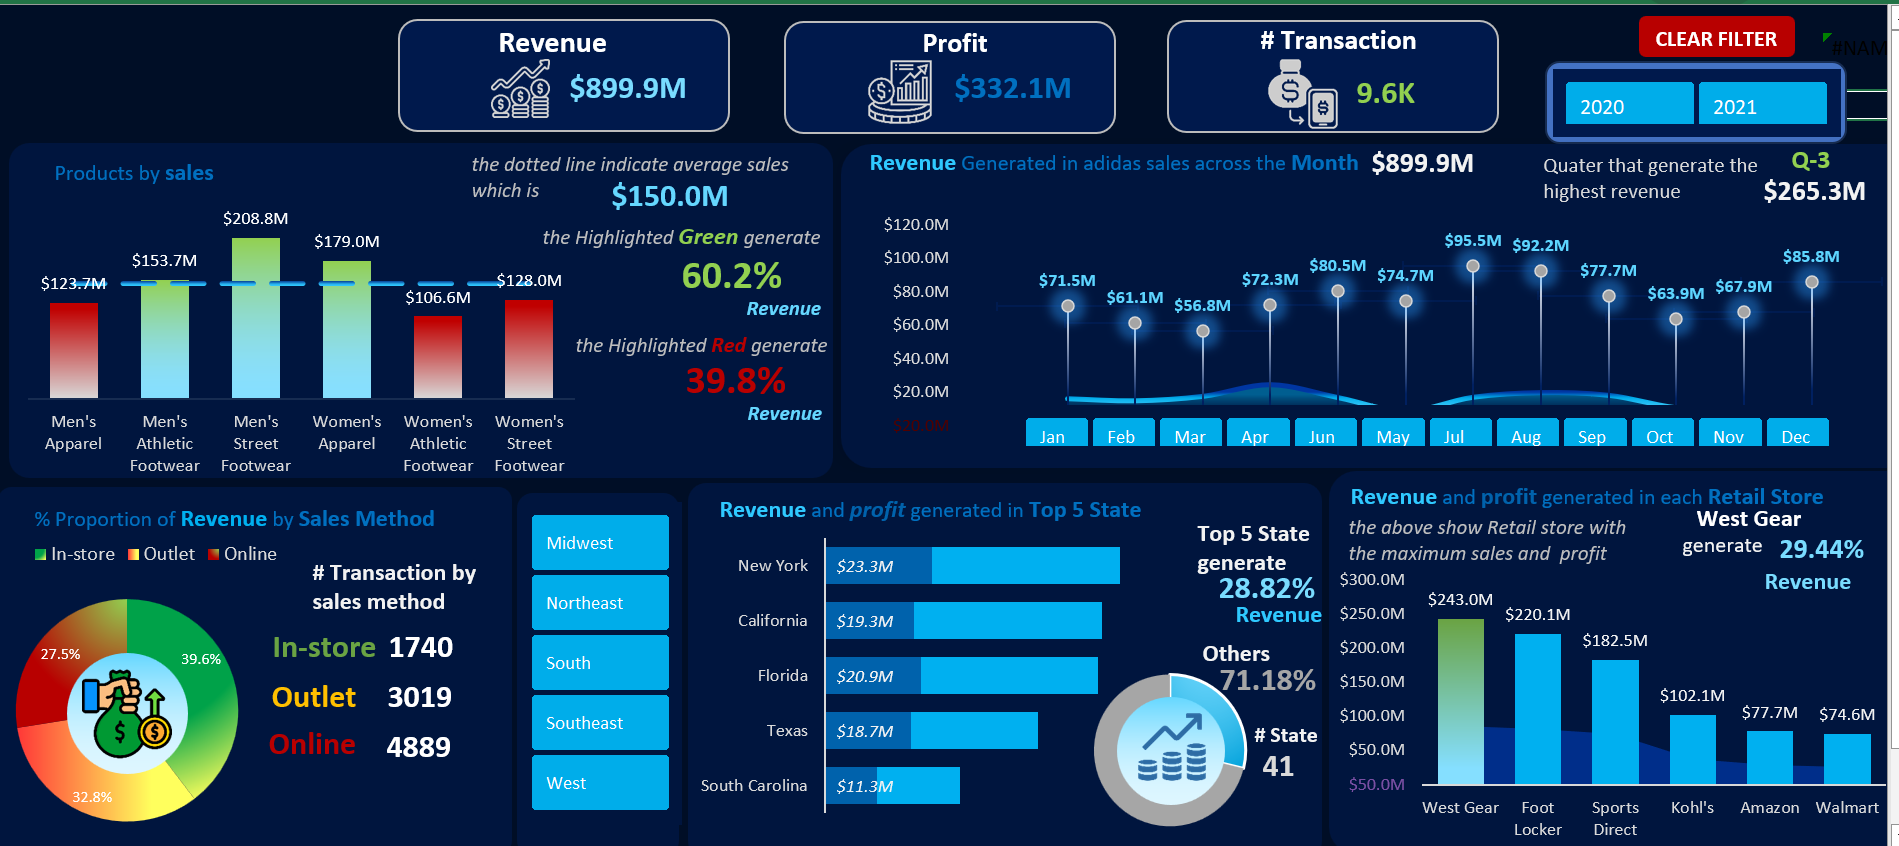 Revenue
$899.9M
Profit
$332.1M
# Transaction
9.6K
CLEAR FILTER
#NAM
2020
2021
Products by sales
the dotted line indicate average sales
which is
$150.0M
the Highlighted Green generate
60.2%
Revenue
the Highlighted Red generate
39.8%
Revenue
$123.7M
$153.7M
$208.8M
$179.0M
$106.6M
$128.0M
Men's
Apparel
Men's
Athletic
Footwear
Men's
Street
Footwear
Women's
Apparel
Women's
Athletic
Footwear
Women's
Street
Footwear
Revenue Generated in adidas sales across the Month $899.9M
Quater that generate the
highest revenue
Q-3
$265.3M
$120.0M
$100.0M
$80.0M
$60.0M
$40.0M
$20.0M
$20.0M
$71.5M
$61.1M
$56.8M
$72.3M
$80.5M
$74.7M
$95.5M
$92.2M
$77.7M
$63.9M
$67.9M
$85.8M
Jan
Feb
Mar
Apr
Jun
May
Jul
Aug
Sep
Oct
Nov
Dec
% Proportion of Revenue by Sales Method
In-store
Outlet
Online
# Transaction by
sales method
In-store 1740
Outlet 3019
Online 4889
27.5%
39.6%
32.8%
Midwest
Northeast
South
Southeast
West
Revenue and profit generated in Top 5 State
New York
$23.3M
California
$19.3M
Florida
$20.9M
Texas
$18.7M
South Carolina
$11.3M
Top 5 State
generate
28.82%
Revenue
Others
71.18%
# State
41
Revenue and profit generated in each Retail Store
the above show Retail store with
the maximum sales and profit
West Gear
generate 29.44%
Revenue
$300.0M
$250.0M
$200.0M
$150.0M
$100.0M
$50.0M
$50.0M
$243.0M
$220.1M
$182.5M
$102.1M
$77.7M
$74.6M
West Gear
Foot
Locker
Sports
Direct
Kohl's
Amazon
Walmart